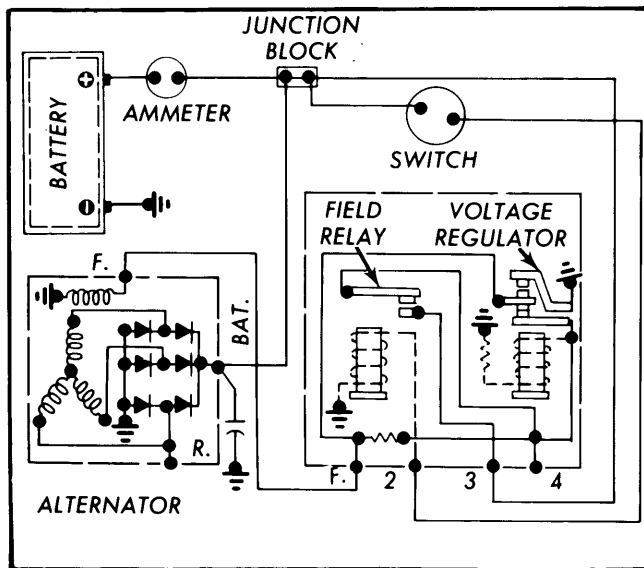 JUNCTION
BLOCK
BATTERY
AMMETER
SWITCH
FIELD
RELAY
VOLTAGE
REGULATOR
F.
BAT.
R.
F.
2
3
4
ALTERNATOR